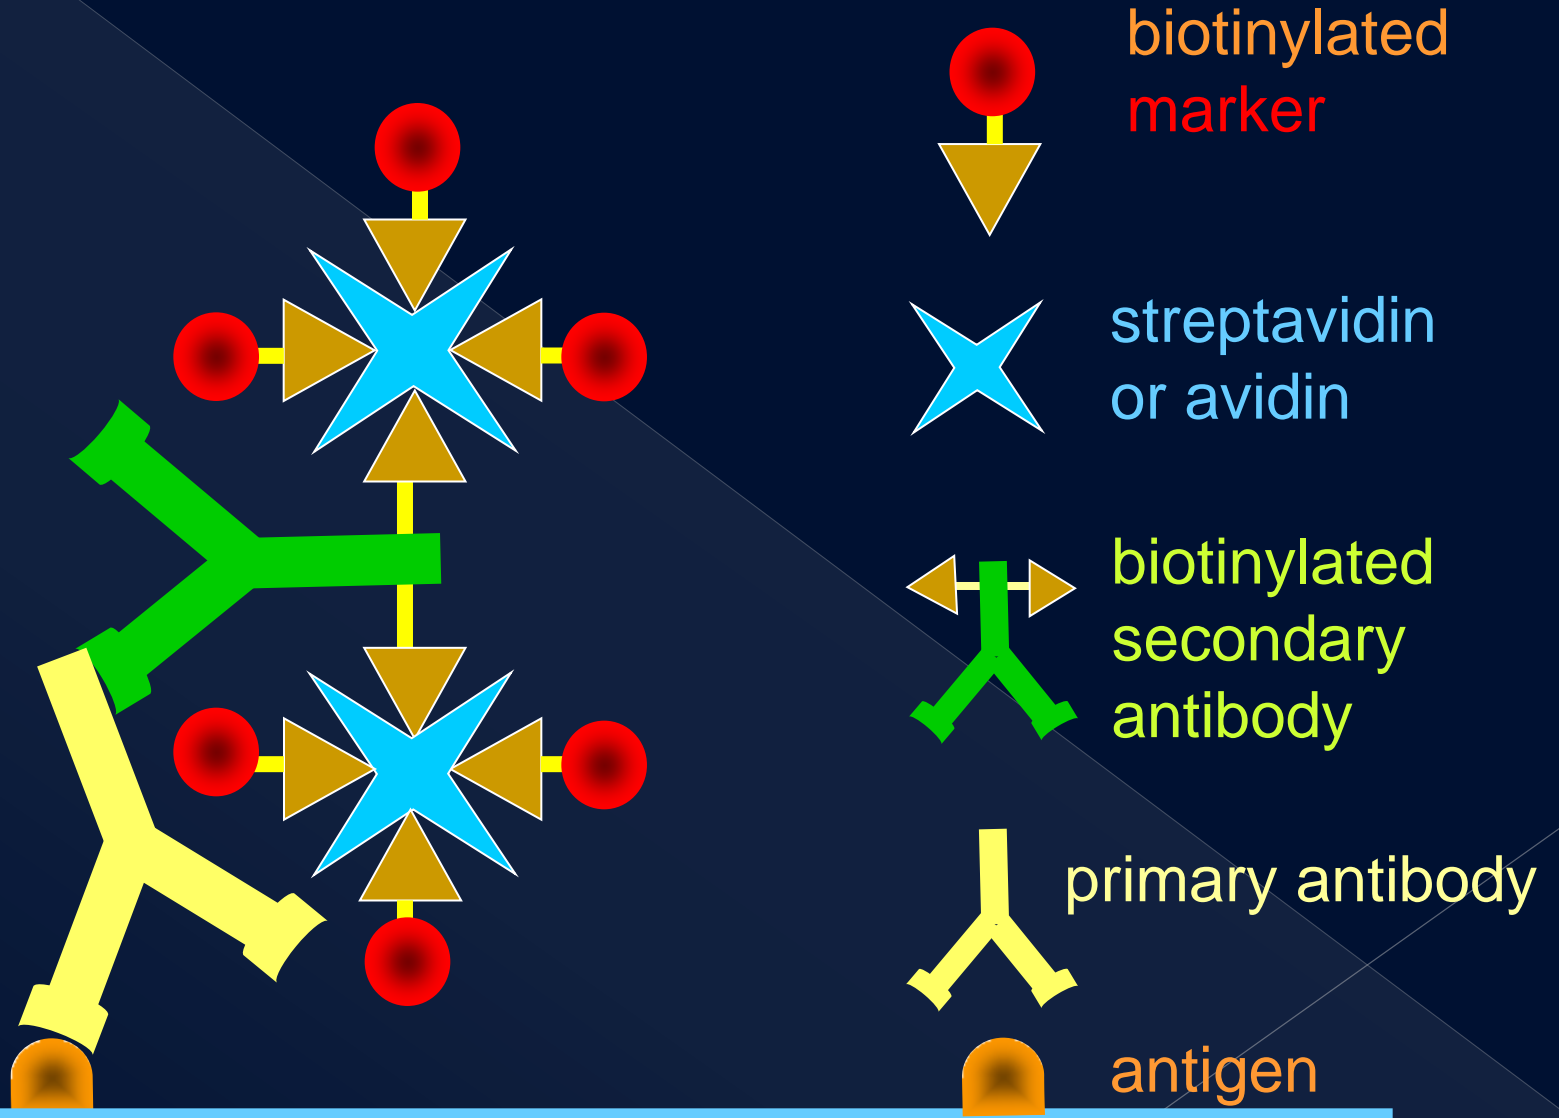 biotinylated
marker
streptavidin
or avidin
biotinylated
secondary
antibody
primary antibody
antigen